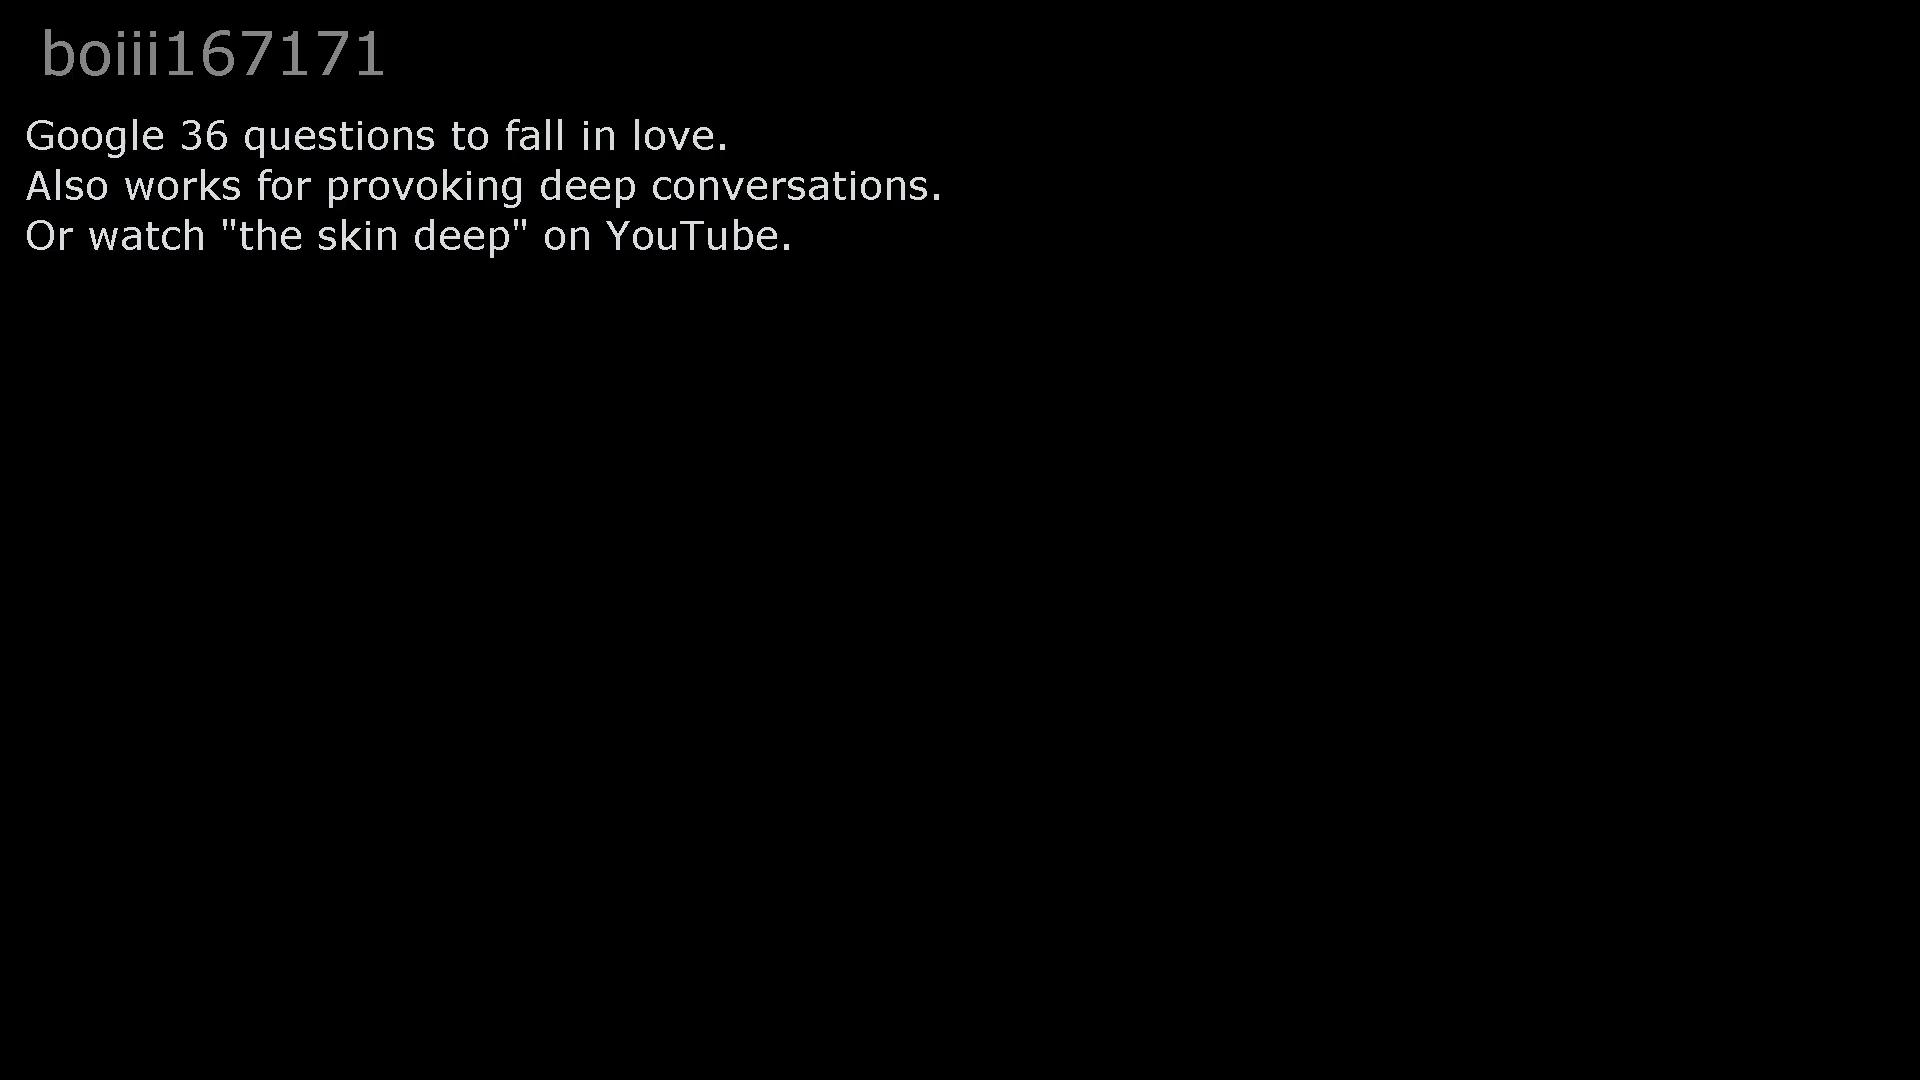 boiii167171
Google 36 questions to fall in love.
Also works for provoking deep conversations.
Or watch "the skin deep" on YouTube.